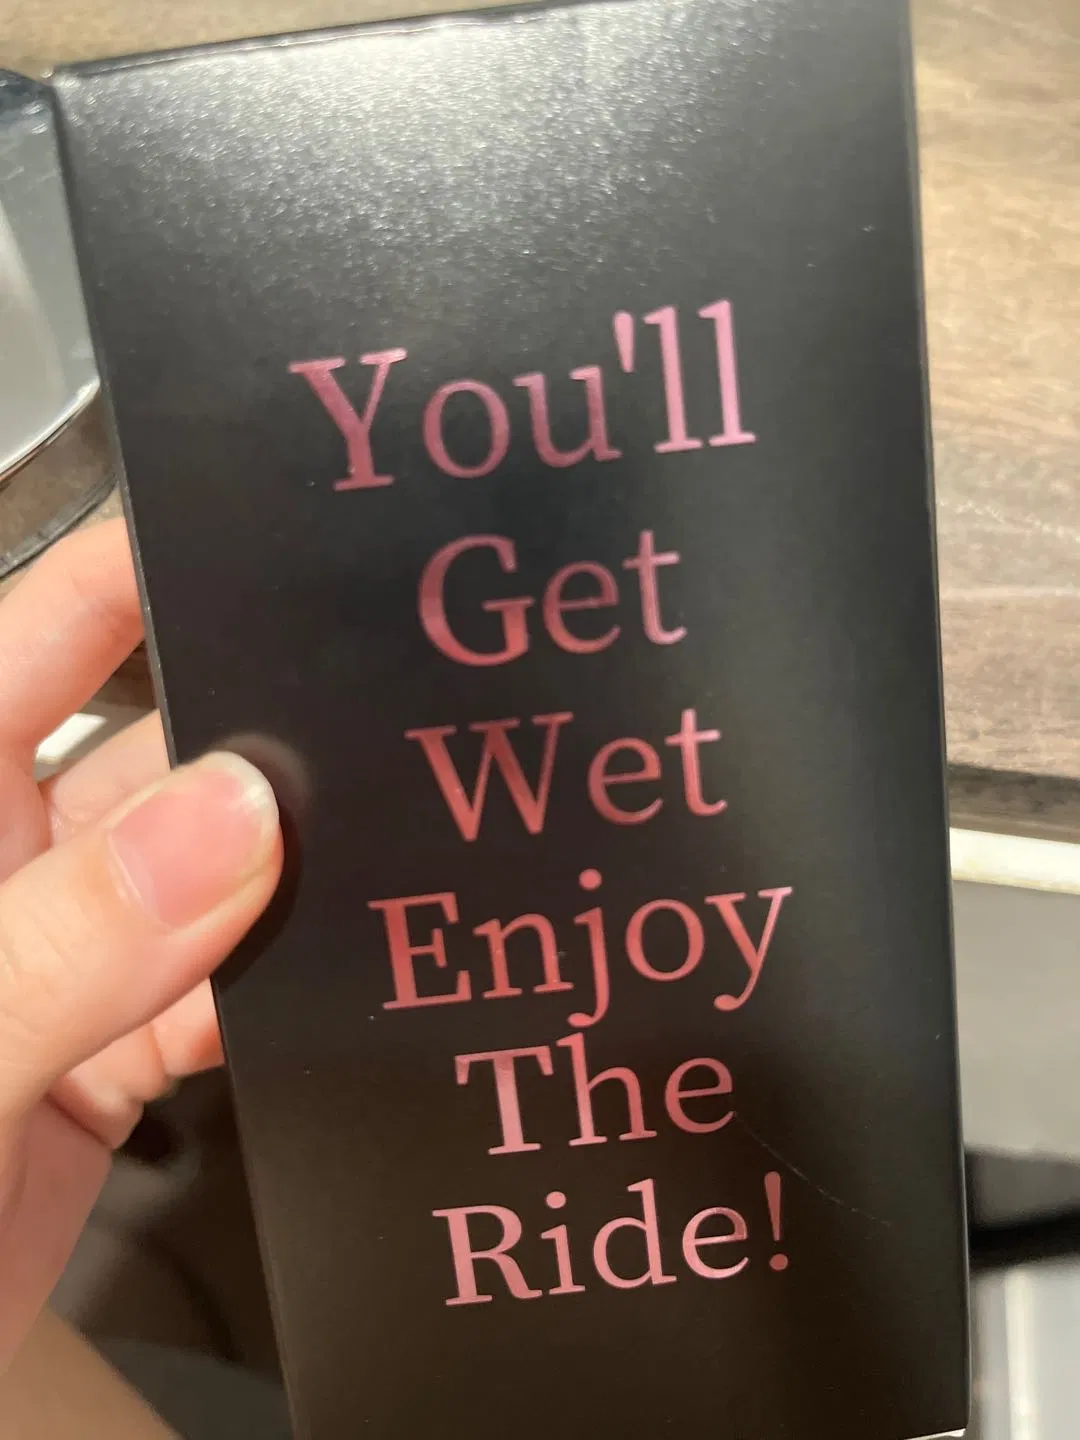 You'll
Get
Wet
Enjoy
The
Ride!